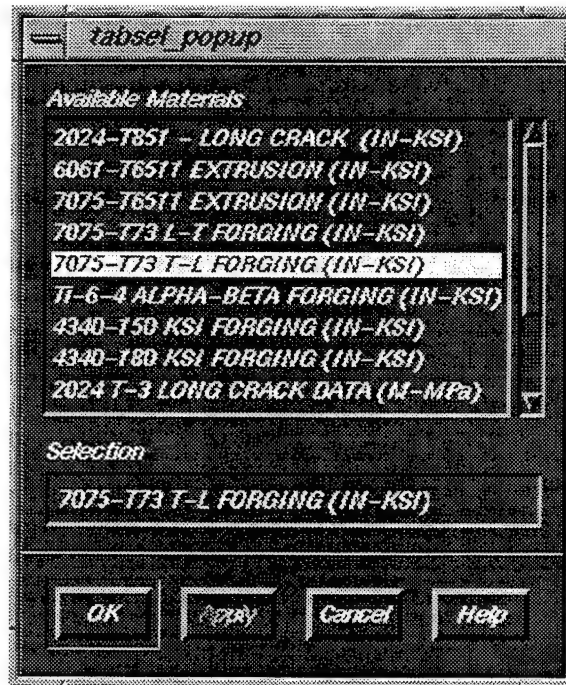 tabsel_popup
Available Materials
2024-T851 - LONG CRACK (IN-KSI)
6061-T6511 EXTRUSION (IN-KSI)
7075-T6511 EXTRUSION (IN-KSI)
7075-T73 L-T FORGING (IN-KSI)
7075-T73 T-L FORGING (IN-KSI)
Ti-6-4 ALPHA-BETA FORGING (IN-KSI)
4340-150 KSI FORGING (IN-KSI)
4340-180 KSI FORGING (IN-KSI)
2024 T-3 LONG CRACK DATA (M-MPa)
Selection
7075-T73 T-L FORGING (IN-KSI)
OK Apply Cancel Help